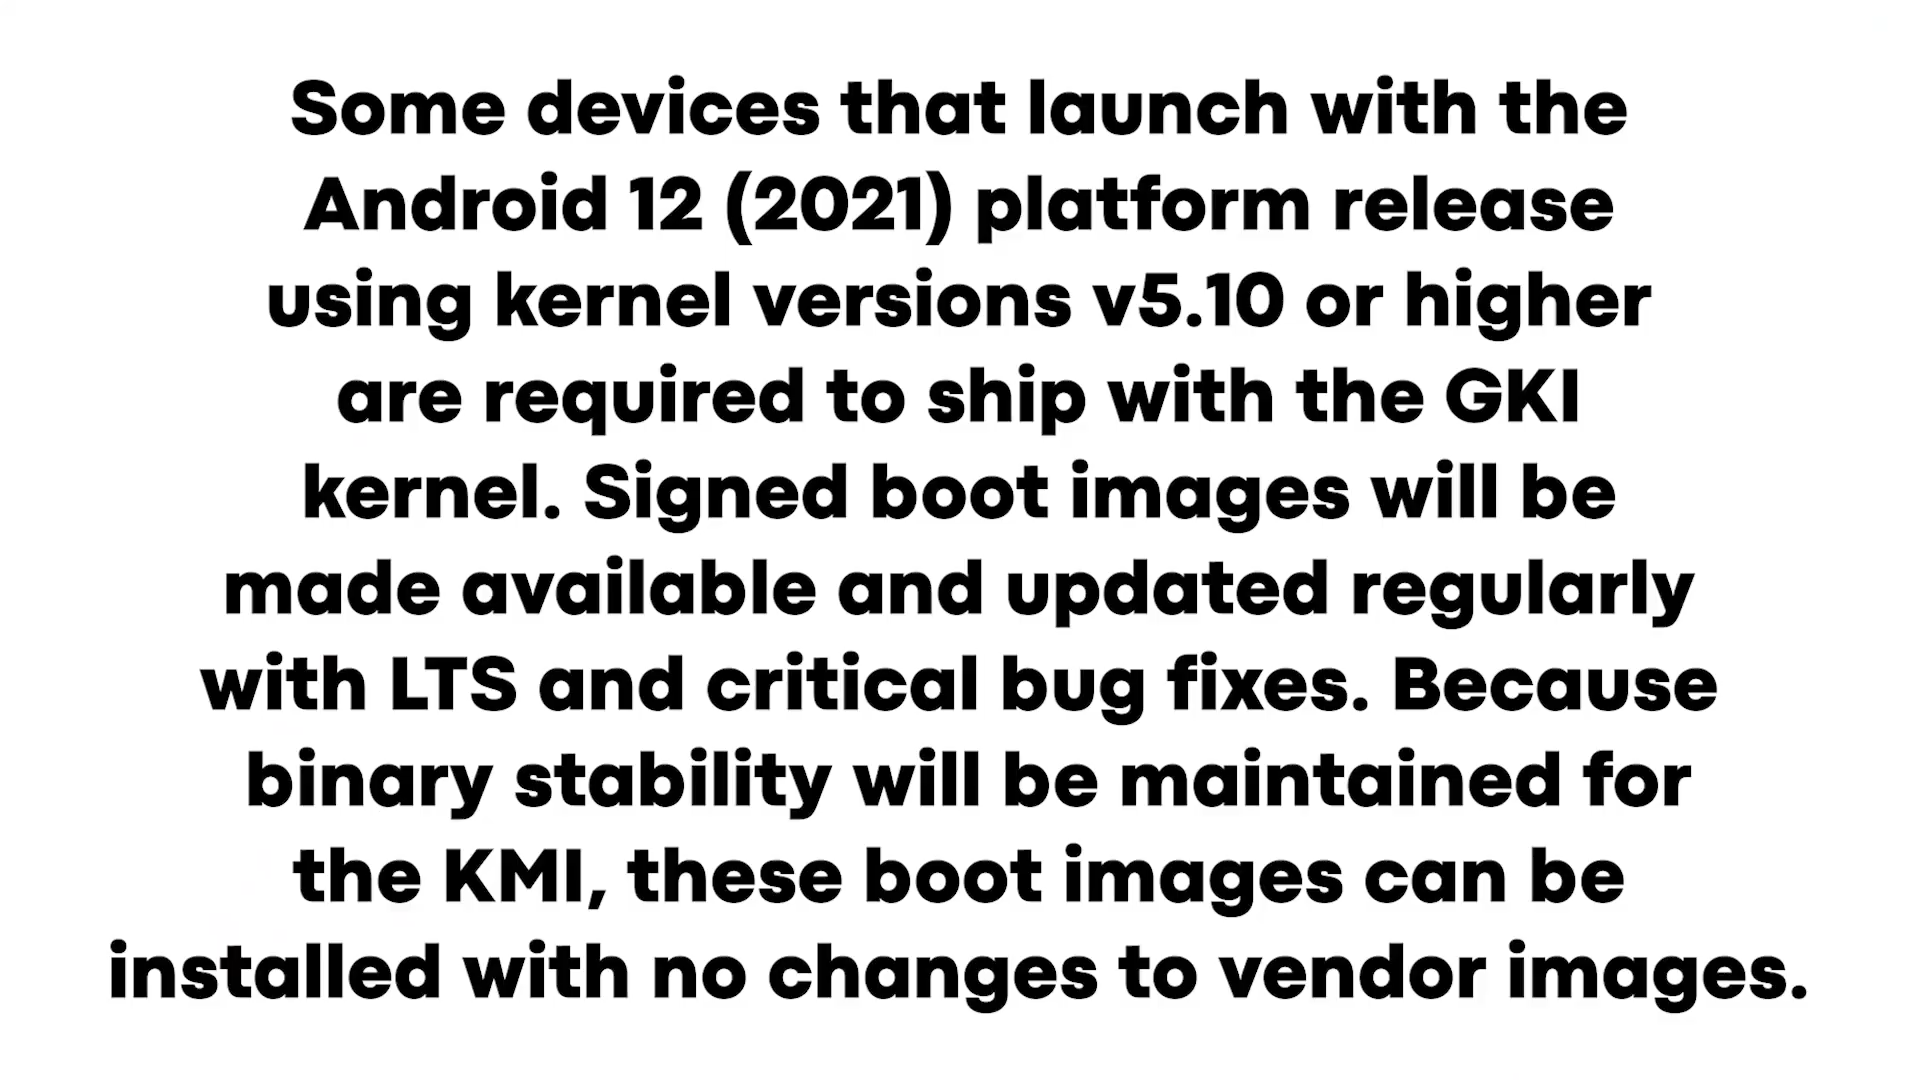 Some devices that launch with the
Android 12 (2021) platform release
using kernel versions v5.10 or higher
are required to ship with the GKI
kernel. Signed boot images will be
made available and updated regularly
with LTS and critical bug fixes. Because
binary stability will be maintained for
the KMI, these boot images can be
installed with no changes to vendor images.